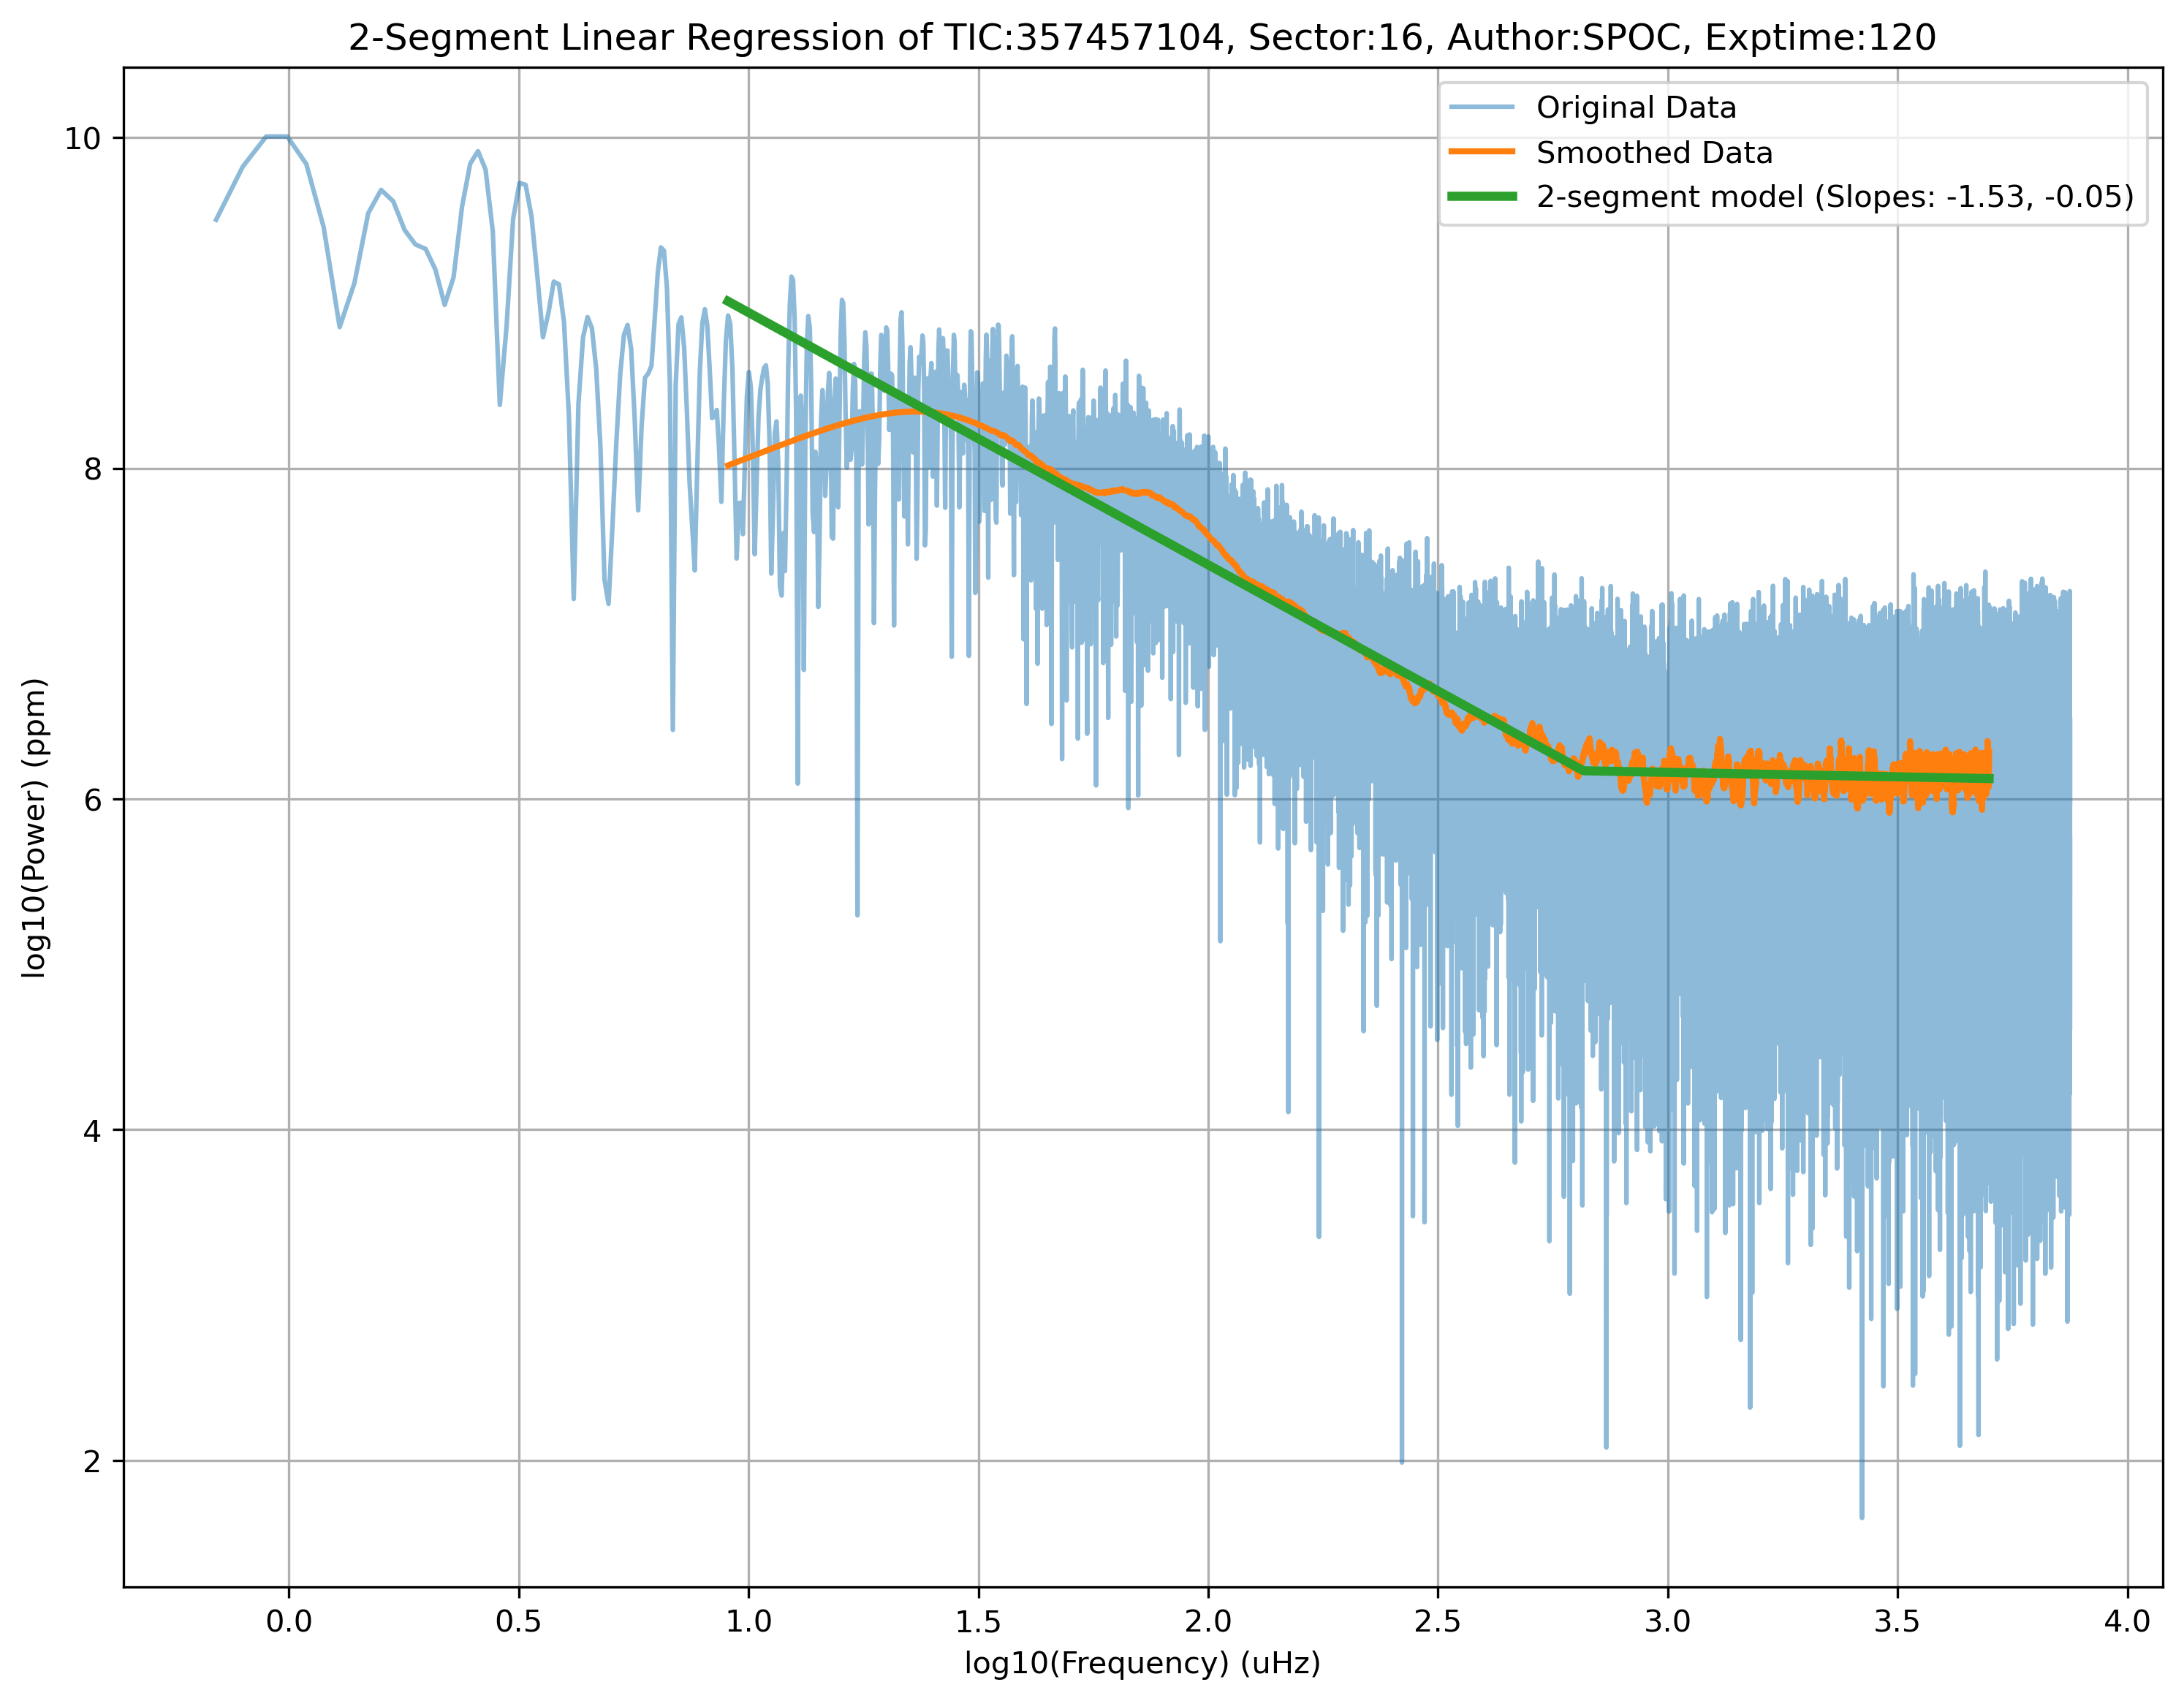 2-Segment Linear Regression of TIC:357457104, Sector:16, Author:SPOC, Exptime:120
Original Data
Smoothed Data
2-segment model (Slopes: -1.53, -0.05)
log10(Power) (ppm)
10
8
6
4
2
0.0 0.5 1.0 1.5 2.0 2.5 3.0 3.5 4.0
log10(Frequency) (uHz)